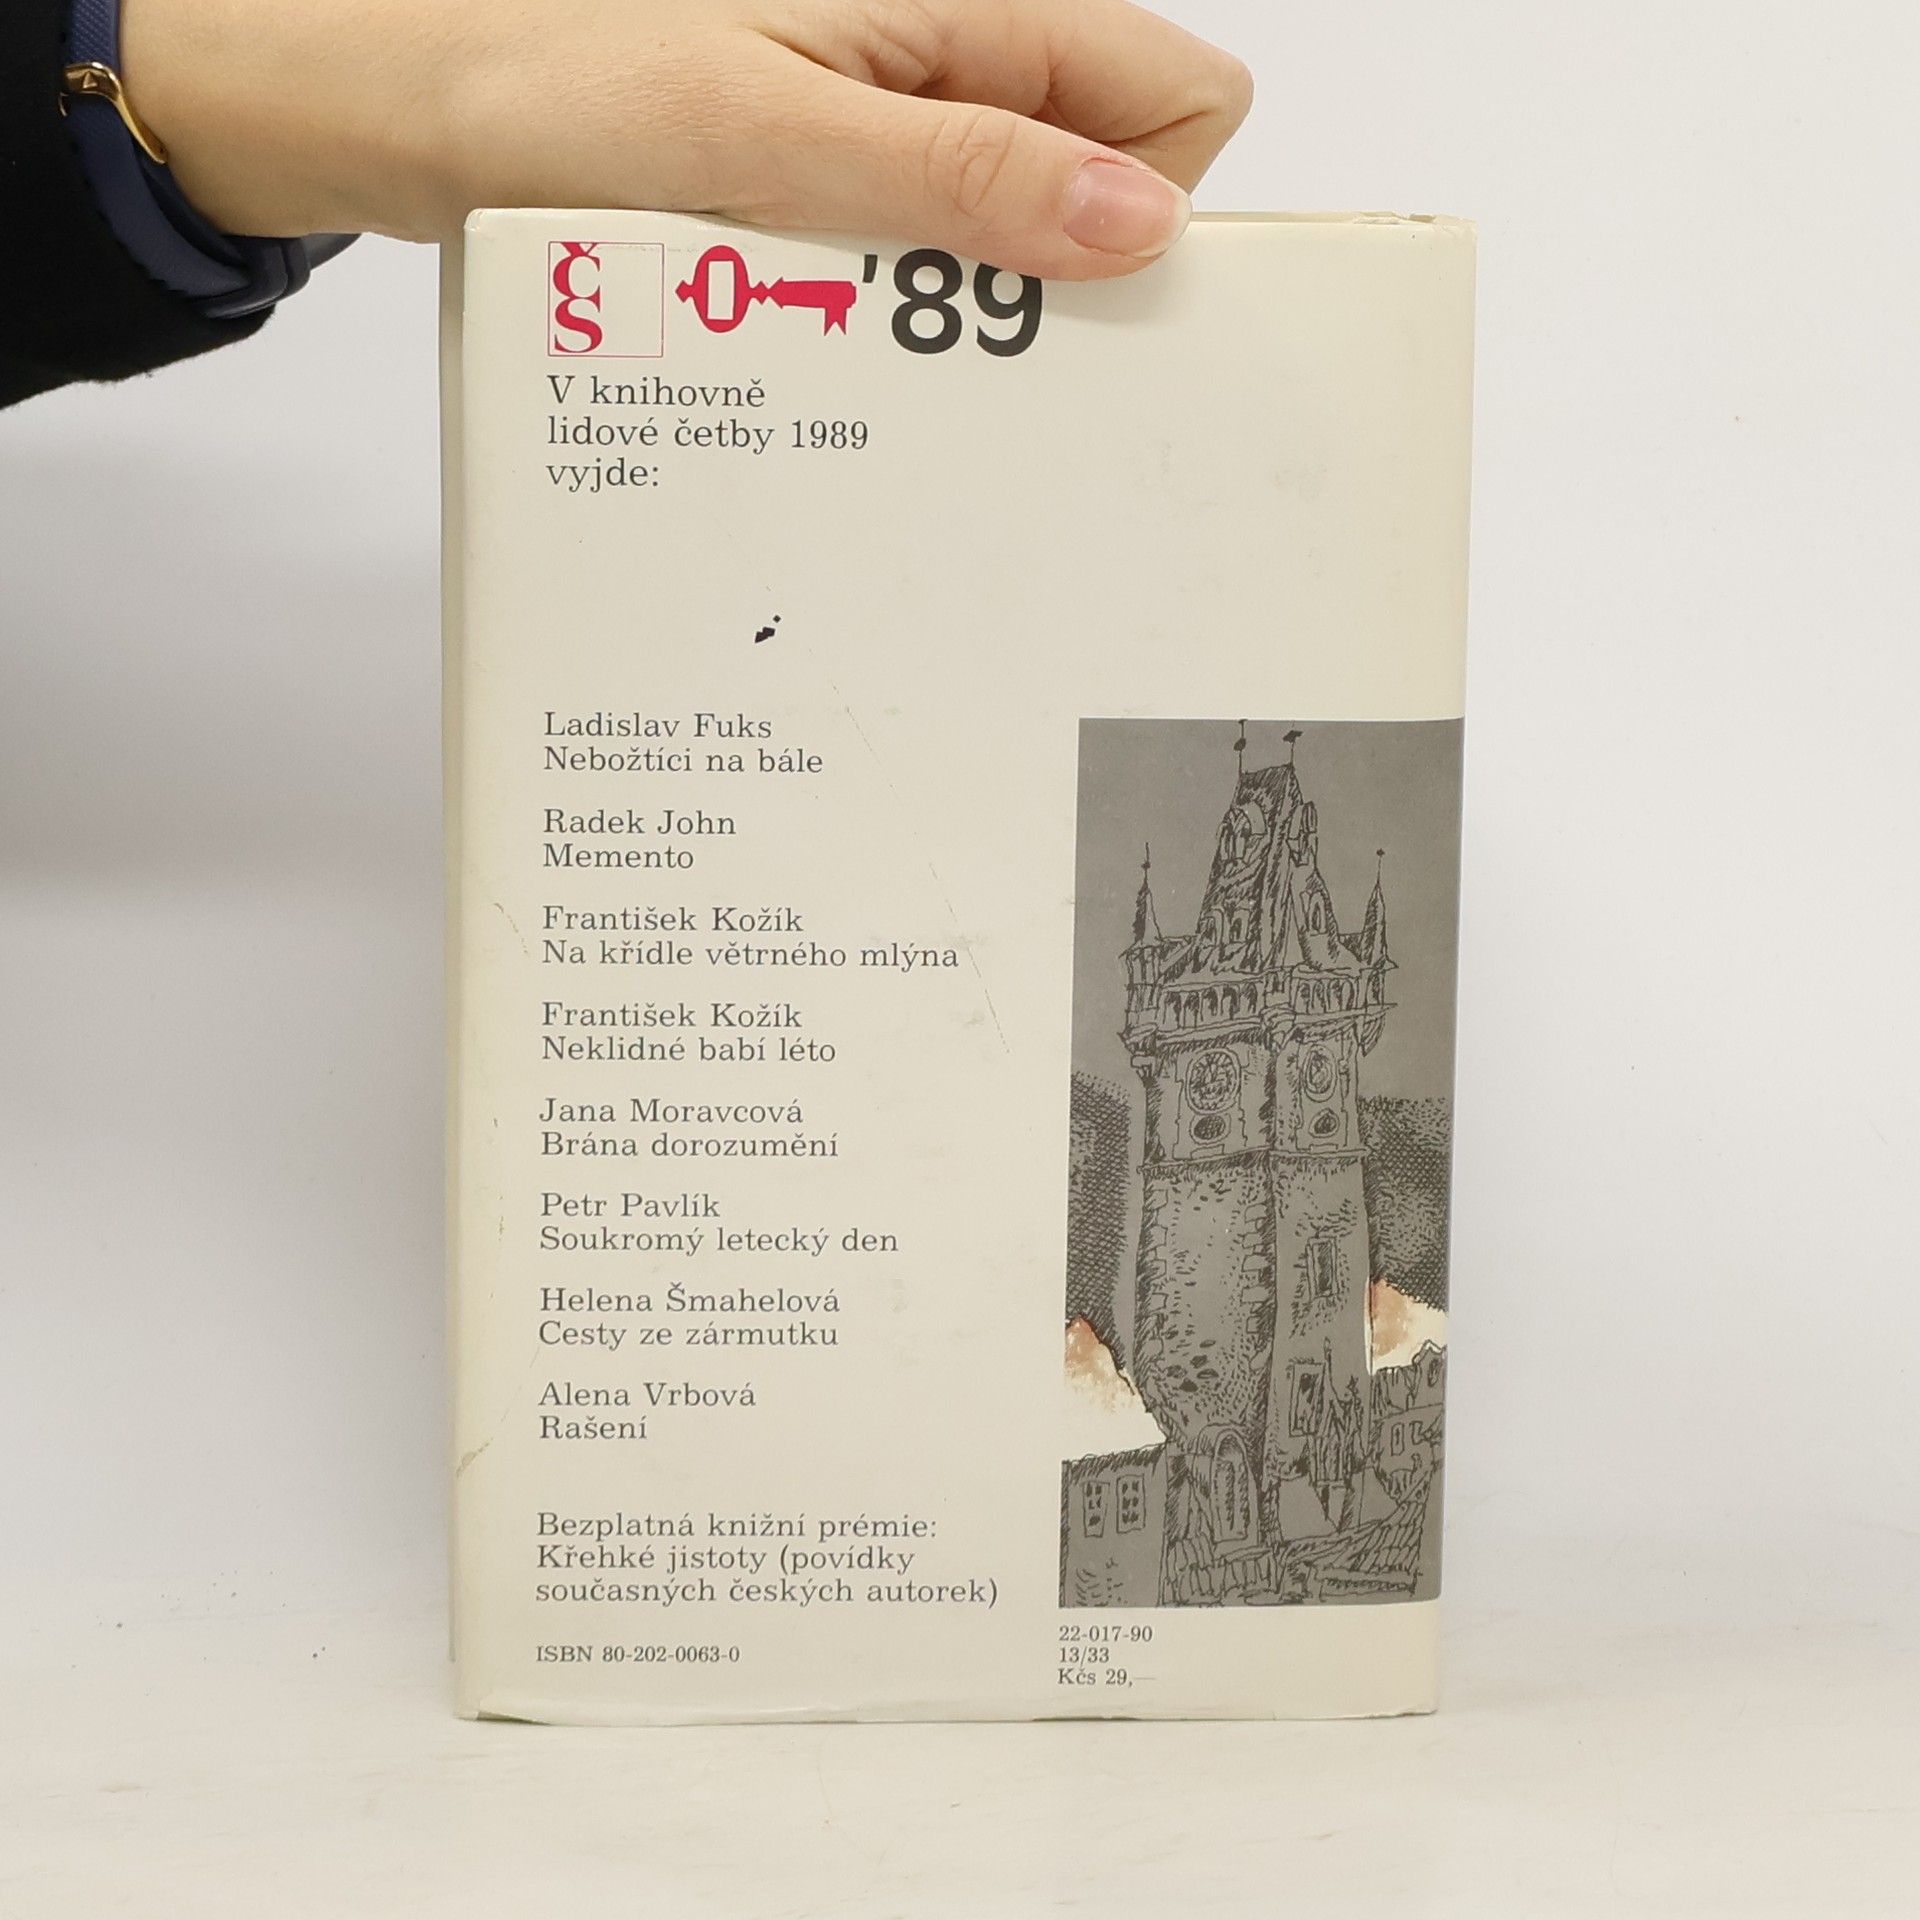 ČS '89
V knihovně
lidové četby 1989
vyjde:
Ladislav Fuks
Nebožtíci na bále
Radek John
Memento
František Kožík
Na křídle větrného mlýna
František Kožík
Neklidné babí léto
Jana Moravcová
Brána dorozumění
Petr Pavlík
Soukromý letecký den
Helena Šmahelová
Cesty ze zármutku
Alena Vrbová
Rašení
Bezplatná knižní prémie:
Křehké jistoty (povídky
současných českých autorek)
ISBN 80-202-0063-0
22-017-90
13/33
Kčs 29,—